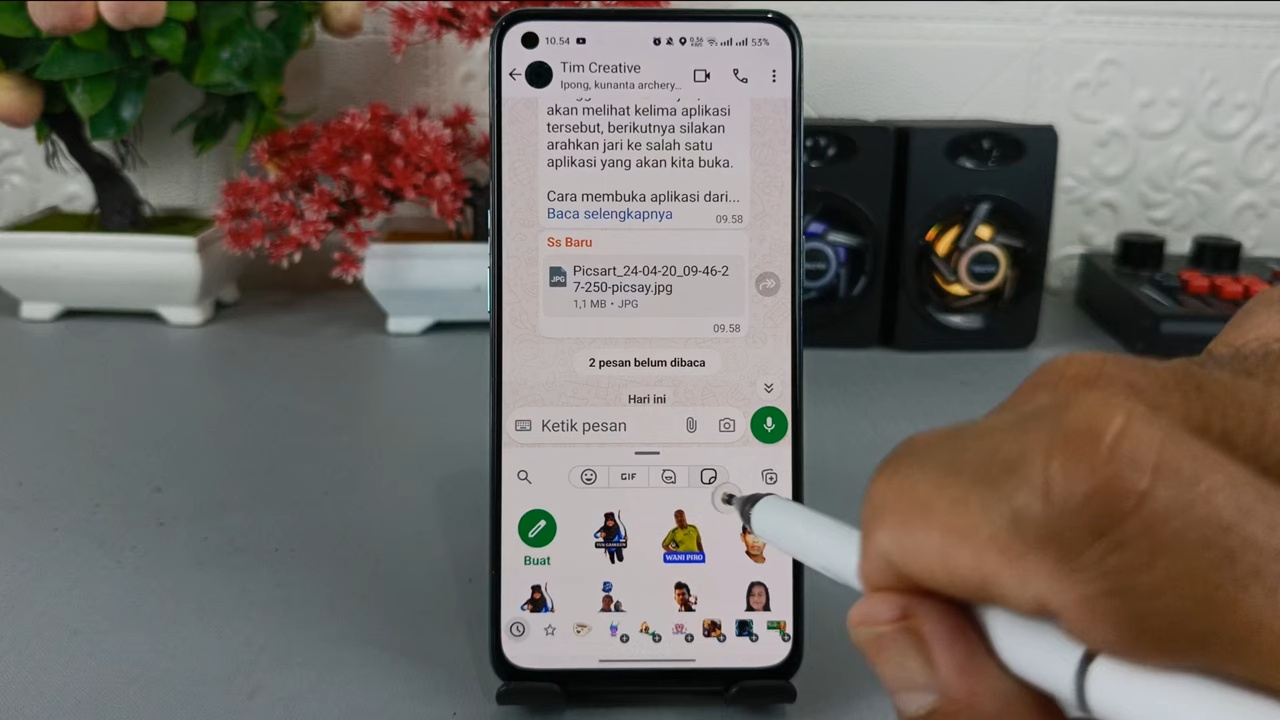 10.54
0,36
53%
Tim Creative
Ipong, kunanta archery…
akan melihat kelima aplikasi
tersebut, berikutnya silakan
arahkan jari ke salah satu
aplikasi yang akan kita buka.
Cara membuka aplikasi dari...
Baca selengkapnya
09.58
Ss Baru
JPG
Picsart_24-04-20_09-46-2
7-250-picsay.jpg
1,1 MB • JPG
09.58
2 pesan belum dibaca
Hari ini
Ketik pesan
GIF
WANI PIRO
Buat